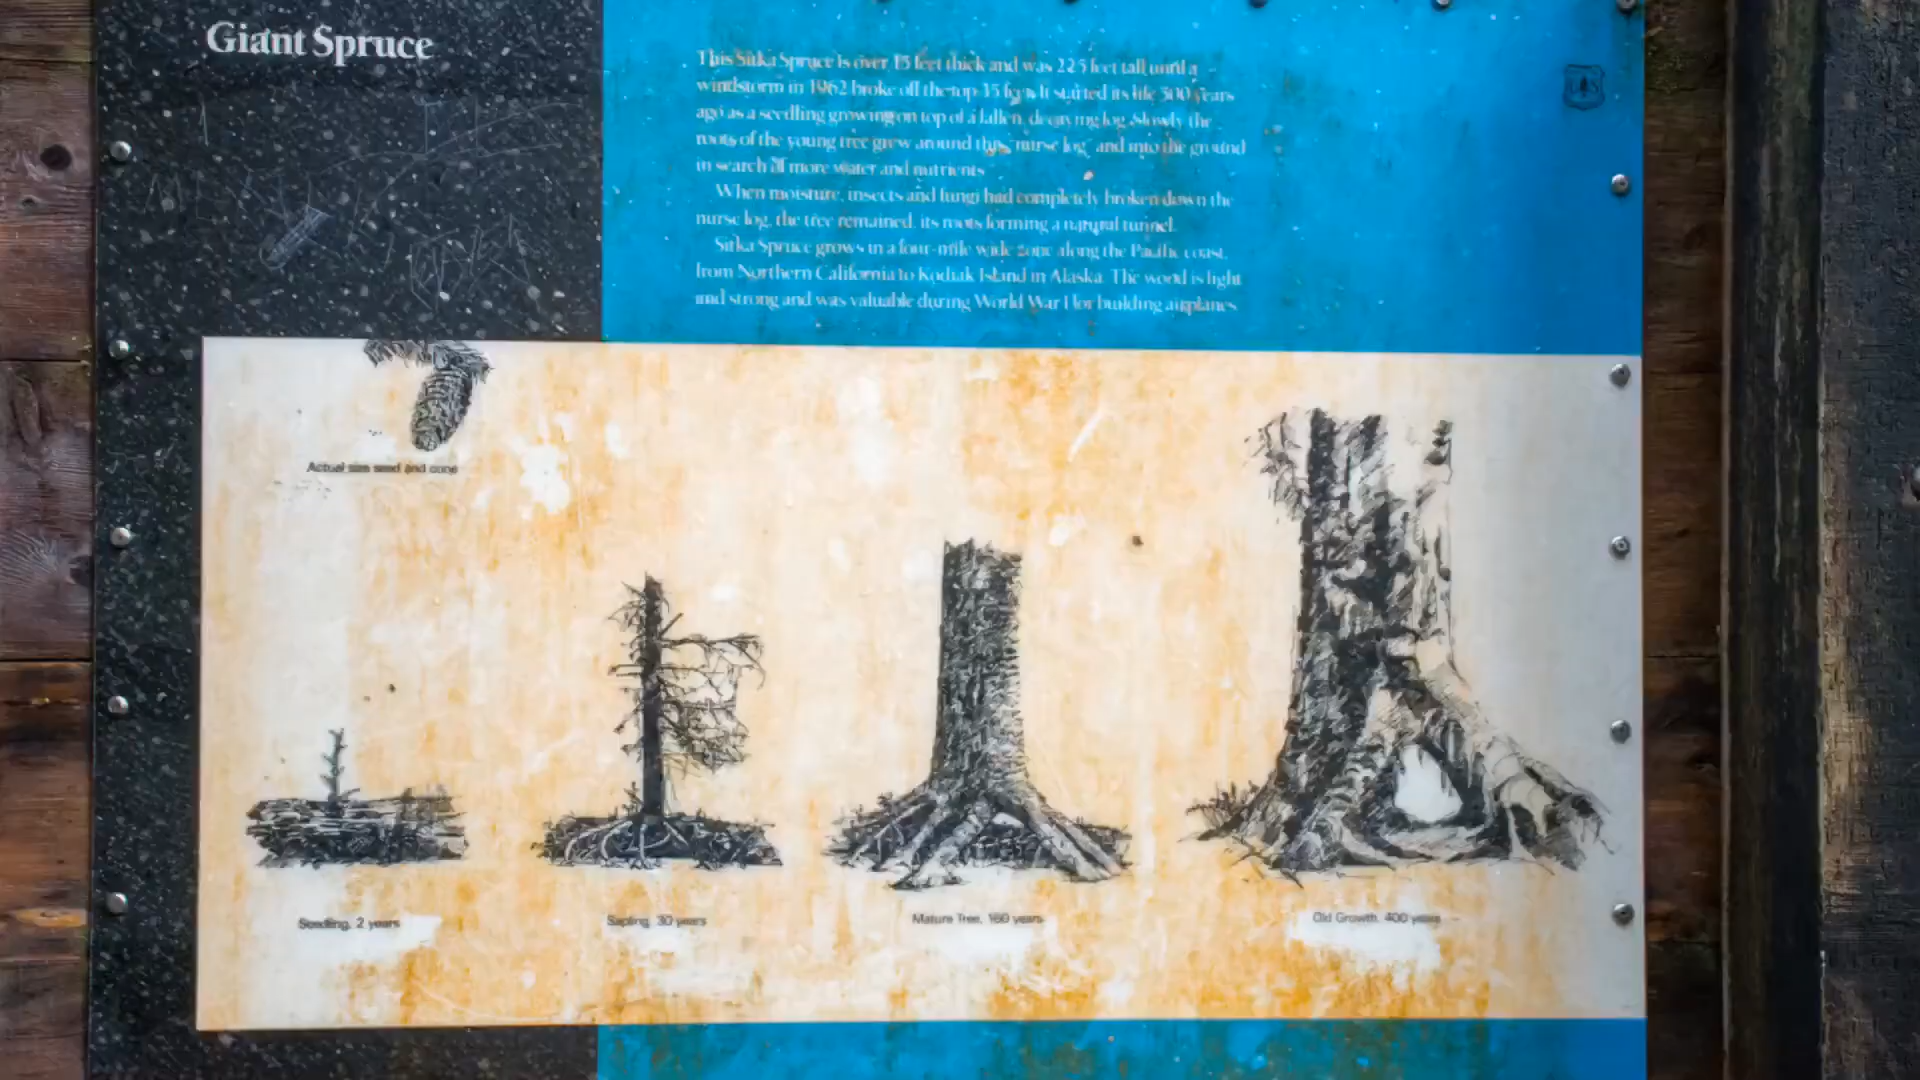 Giant Spruce
This Sitka Spruce is over 15 feet thick and was 225 feet tall until a
windstorm in 1962 broke off the top 35 feet. It started its life 500 years
ago as a seedling growing on top of a fallen, decaying log. Slowly the
roots of the young tree grew around this "nurse log" and into the ground
in search of more water and nutrients.
When moisture, insects and fungi had completely broken down the
nurse log, the tree remained, its roots forming a natural tunnel.
Sitka Spruce grows in a four-mile wide zone along the Pacific coast,
from Northern California to Kodiak Island in Alaska. The wood is light
and strong and was valuable during World War I for building airplanes.
Actual size seed and cone
Seedling, 2 years
Sapling, 30 years
Mature Tree, 160 years
Old Growth, 400 years